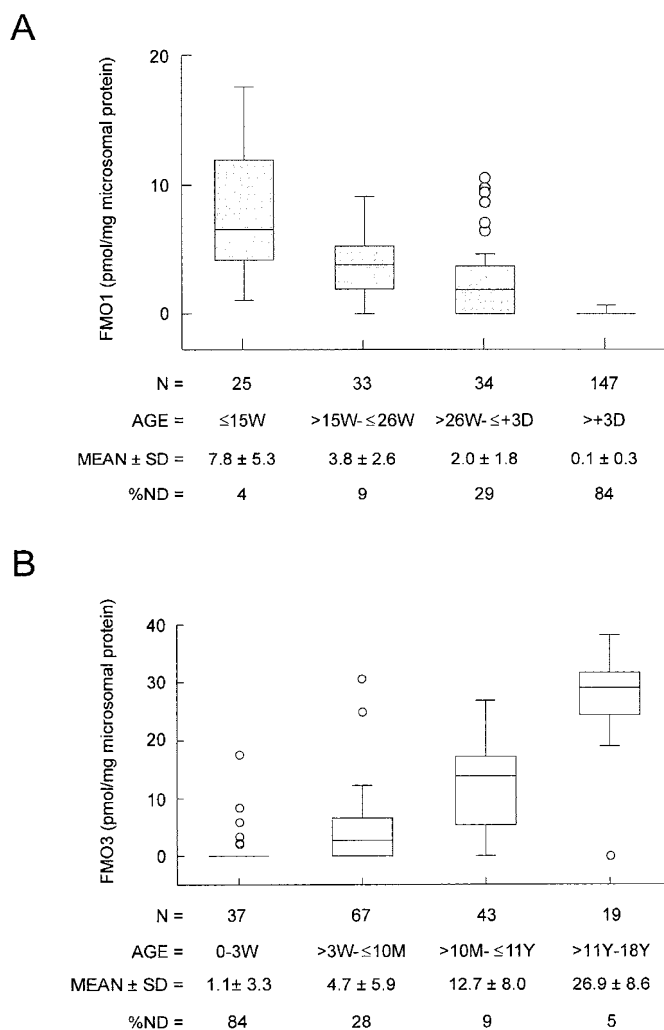 A
FMO1 (pmol/mg microsomal protein)
20
10
0
N = 25 33 34 147
AGE = ≤15W >15W-≤26W >26W-≤+3D >+3D
MEAN ± SD = 7.8 ± 5.3 3.8 ± 2.6 2.0 ± 1.8 0.1 ± 0.3
%ND = 4 9 29 84
B
FMO3 (pmol/mg microsomal protein)
40
30
20
10
0
N = 37 67 43 19
AGE = 0-3W >3W-≤10M >10M-≤11Y >11Y-18Y
MEAN ± SD = 1.1± 3.3 4.7 ± 5.9 12.7 ± 8.0 26.9 ± 8.6
%ND = 84 28 9 5